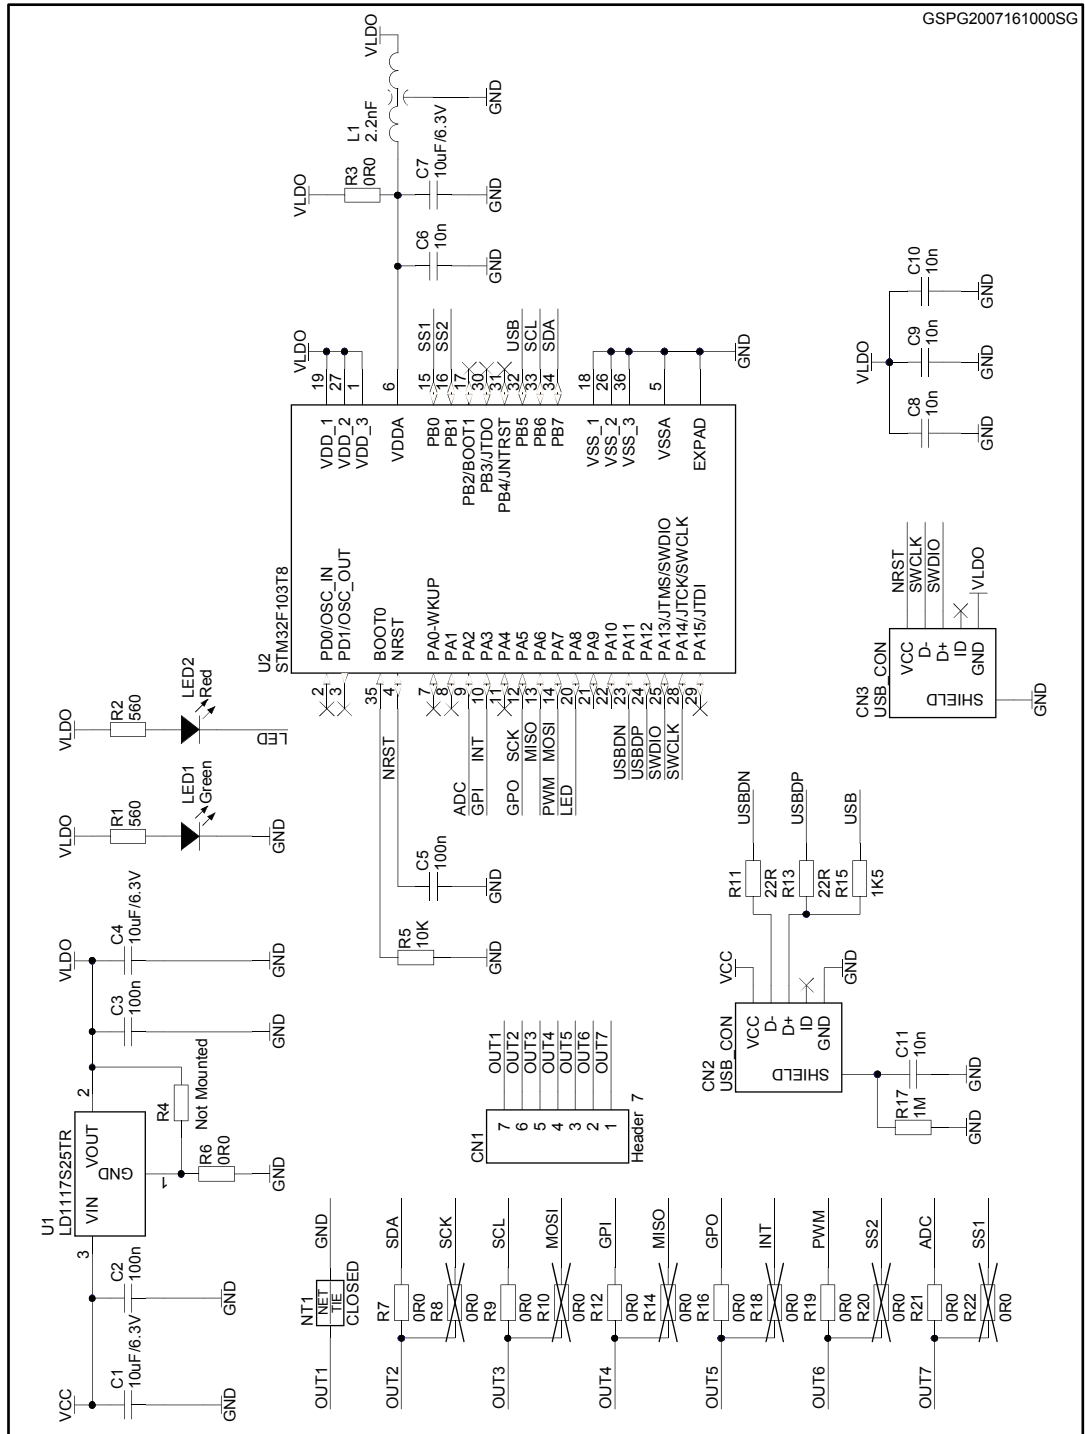 GSPG2007161000SG
VCC
C1
10uF/6.3V
GND
C2
100n
GND
U1
LD1117S25TR
3
VIN
VOUT
2
GND
1
R4
Not Mounted
R6
0R0
GND
C3
100n
GND
VLDO
C4
10uF/6.3V
GND
VLDO
R1
560
LED1
Green
GND
VLDO
R2
560
LED2
Red
LED
U2
STM32F103T8
2
PD0/OSC_IN
3
PD1/OSC_OUT
35
BOOT0
4
NRST
7
PA0-WKUP
8
PA1
9
PA2
10
PA3
11
PA4
12
PA5
13
PA6
14
PA7
20
PA8
21
PA9
22
PA10
23
PA11
24
PA12
25
PA13/JTMS/SWDIO
28
PA14/JTCK/SWCLK
29
PA15/JTDI
NRST
ADC
GPI
INT
GPO
SCK
MISO
PWM
MOSI
LED
USBDN
USBDP
SWDIO
SWCLK
VDD_1
19
VDD_2
27
VDD_3
1
VDDA
6
PB0
15
PB1
16
PB2/BOOT1
17
PB3/JTDO
30
PB4/JNTRST
31
PB5
32
PB6
33
PB7
34
VSS_1
18
VSS_2
26
VSS_3
36
VSSA
5
EXPAD
VLDO
SS1
SS2
USB
SCL
SDA
GND
R5
10K
GND
C5
100n
GND
C6
10n
GND
C7
10uF/6.3V
GND
VLDO
R3
0R0
L1
2.2nF
VLDO
GND
NT1
NET
TIE
CLOSED
OUT1
GND
OUT2
R7
0R0
SDA
R8
0R0
SCK
OUT3
R9
0R0
SCL
R10
0R0
MOSI
OUT4
R12
0R0
GPI
R14
0R0
MISO
OUT5
R16
0R0
GPO
R18
0R0
INT
OUT6
R19
0R0
PWM
R20
0R0
SS2
OUT7
R21
0R0
ADC
R22
0R0
SS1
CN1
7
6
5
4
3
2
1
Header 7
OUT1
OUT2
OUT3
OUT4
OUT5
OUT6
OUT7
CN2
USB_CON
VCC
D-
D+
ID
GND
SHIELD
VCC
GND
R11
22R
USBDN
R13
22R
USBDP
R15
1K5
USB
R17
1M
GND
C11
10n
GND
CN3
USB_CON
VCC
D-
D+
ID
GND
SHIELD
NRST
SWCLK
SWDIO
VLDO
GND
VLDO
C8
10n
GND
C9
10n
GND
C10
10n
GND